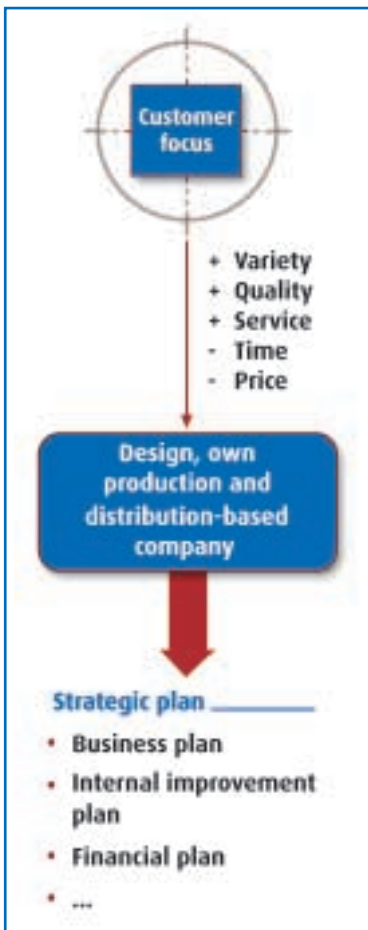 Customer
focus
+ Variety
+ Quality
+ Service
- Time
- Price
Design, own
production and
distribution-based
company
Strategic plan
• Business plan
• Internal improvement
plan
• Financial plan
• ...